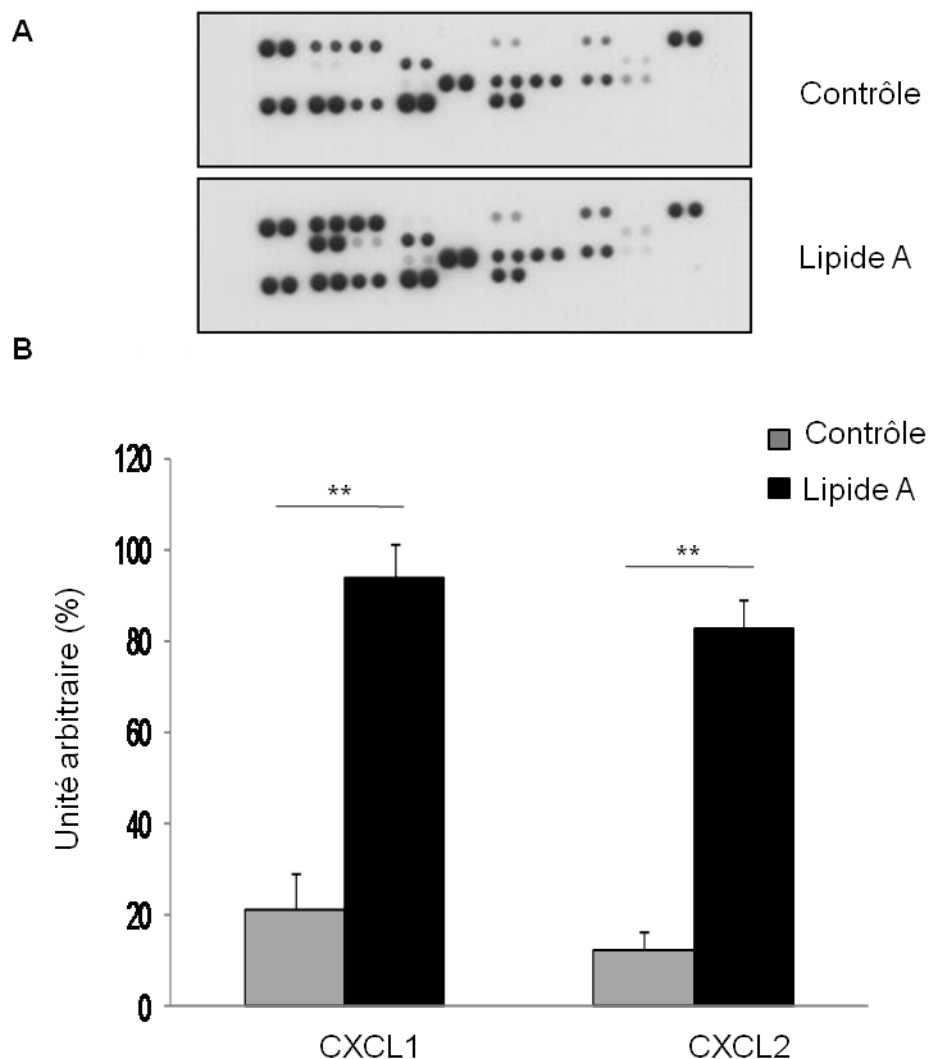 A
Contrôle
Lipide A
B
Contrôle
Lipide A
Unité arbitraire (%)
120
100
80
60
40
20
0
**
**
CXCL1
CXCL2